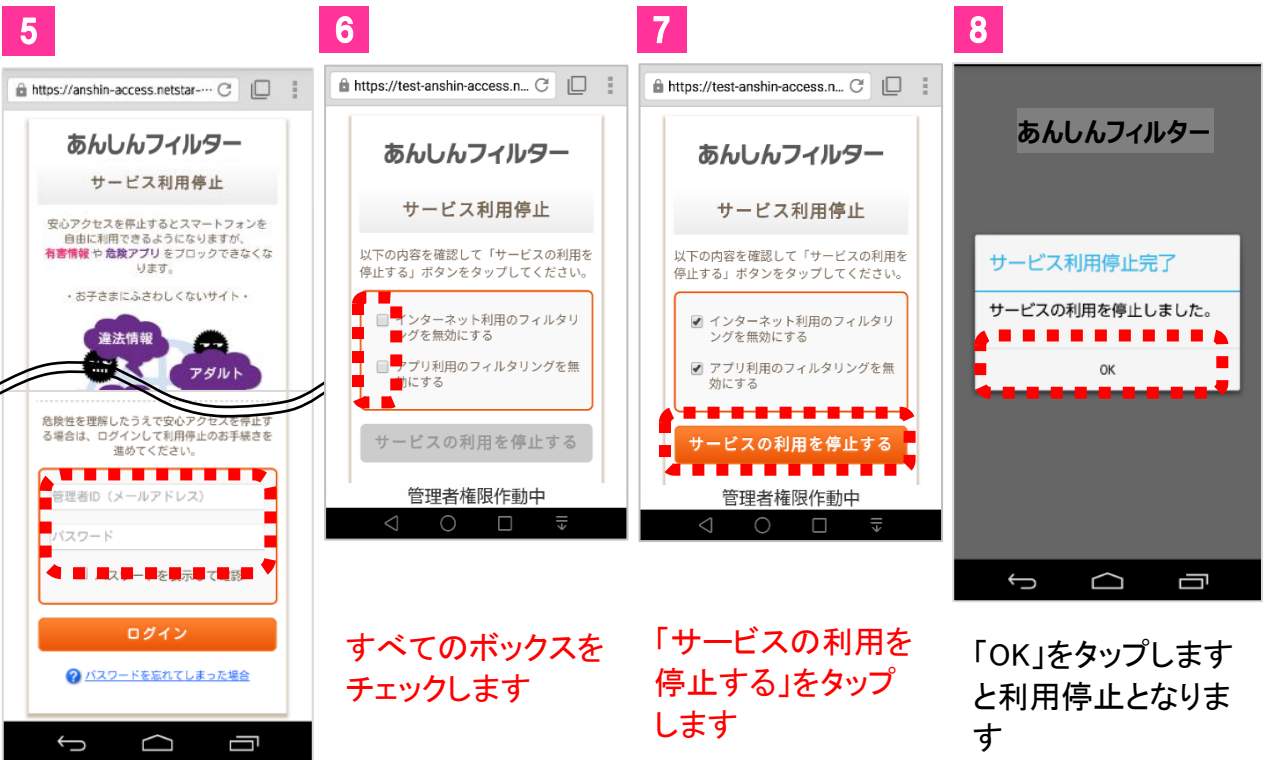 5
https://anshin-access.netstar-…
あんしんフィルター
サービス利用停止
安心アクセスを停止するとスマートフォンを
自由に利用できるようになりますが、
有害情報 や 危険アプリ をブロックできなくな
ります。
・お子さまにふさわしくないサイト・
違法情報
アダルト
危険性を理解したうえで安心アクセスを停止す
る場合は、ログインして利用停止のお手続きを
進めてください。
管理者ID（メールアドレス）
パスワード
パスワードを表示して確認
ログイン
? パスワードを忘れてしまった場合
6
https://test-anshin-access.n...
あんしんフィルター
サービス利用停止
以下の内容を確認して「サービスの利用を
停止する」ボタンをタップしてください。
インターネット利用のフィルタリ
ングを無効にする
アプリ利用のフィルタリングを無
効にする
サービスの利用を停止する
管理者権限作動中
すべてのボックスを
チェックします
7
https://test-anshin-access.n...
あんしんフィルター
サービス利用停止
以下の内容を確認して「サービスの利用を
停止する」ボタンをタップしてください。
インターネット利用のフィルタリ
ングを無効にする
アプリ利用のフィルタリングを無
効にする
サービスの利用を停止する
管理者権限作動中
「サービスの利用を
停止する」をタップ
します
8
あんしんフィルター
サービス利用停止完了
サービスの利用を停止しました。
OK
「OK」をタップします
と利用停止となりま
す